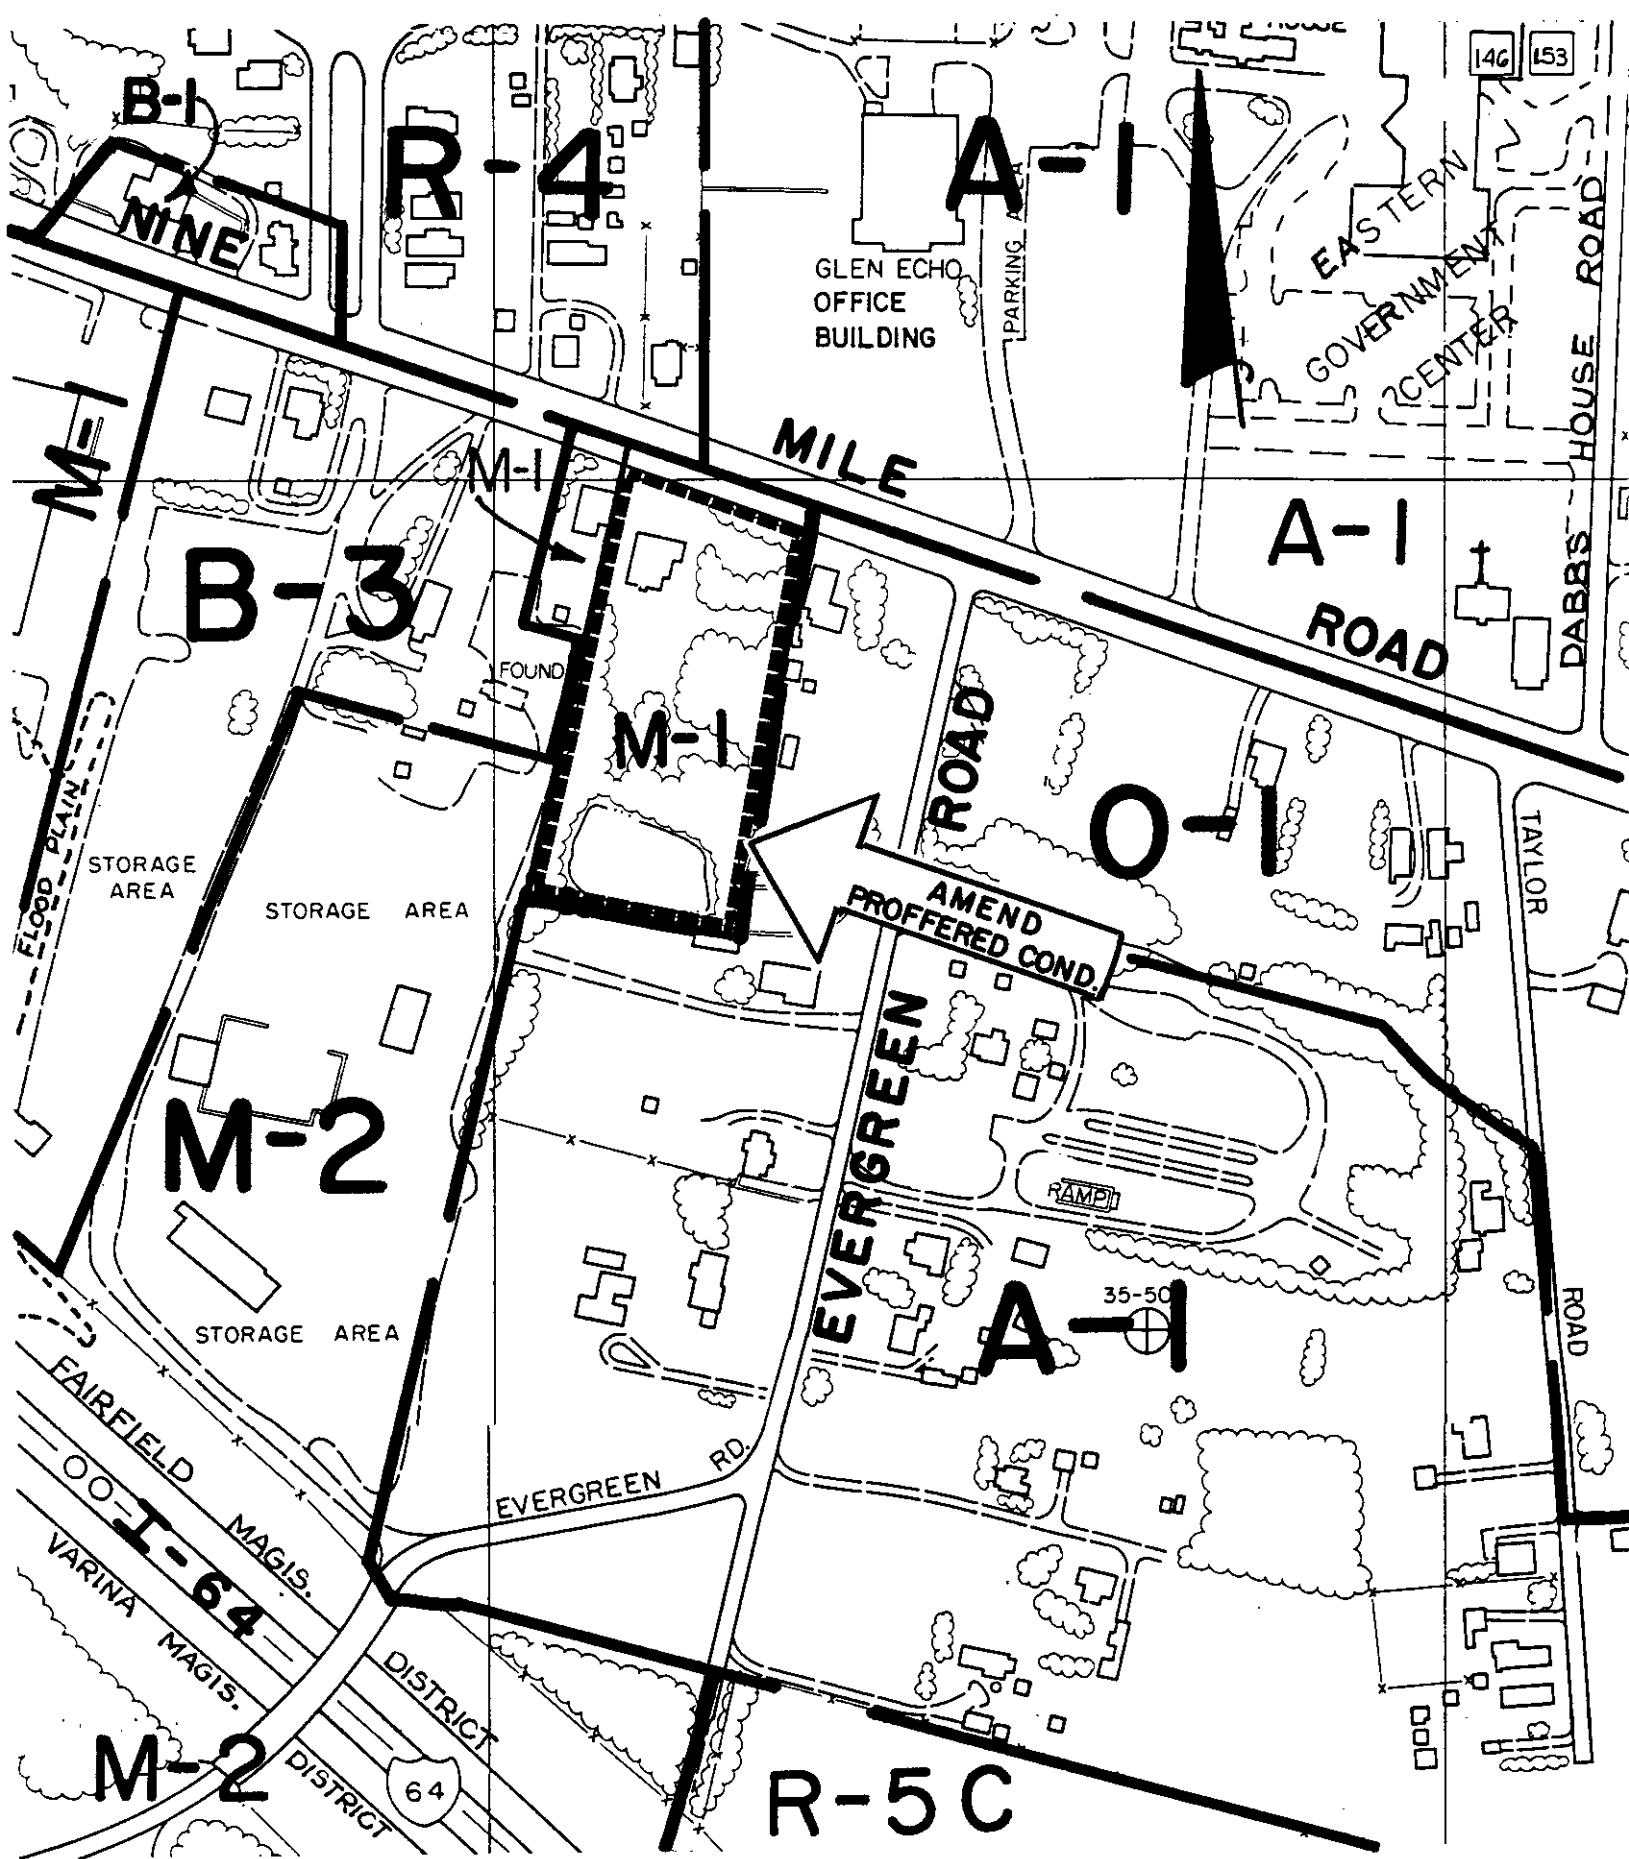 146
153
B-1
R-4
A-1
NINE
PARKING
GLEN ECHO
OFFICE
BUILDING
EASTERN
GOVERNMENT
CENTER
DABBS HOUSE ROAD
M-1
M-1
MILE
A-1
B-3
ROAD
FOUND
M-1
ROAD
O-1
FLOOD PLAIN
STORAGE
AREA
STORAGE AREA
AMEND
PROFFERED COND.
TAYLOR
EVERGREEN
M-2
RAMP
A-1
35-50
ROAD
STORAGE AREA
FAIRFIELD MAGIS. DISTRICT
I-64
VARINA MAGIS. DISTRICT
EVERGREEN RD.
M-2
64
R-5C